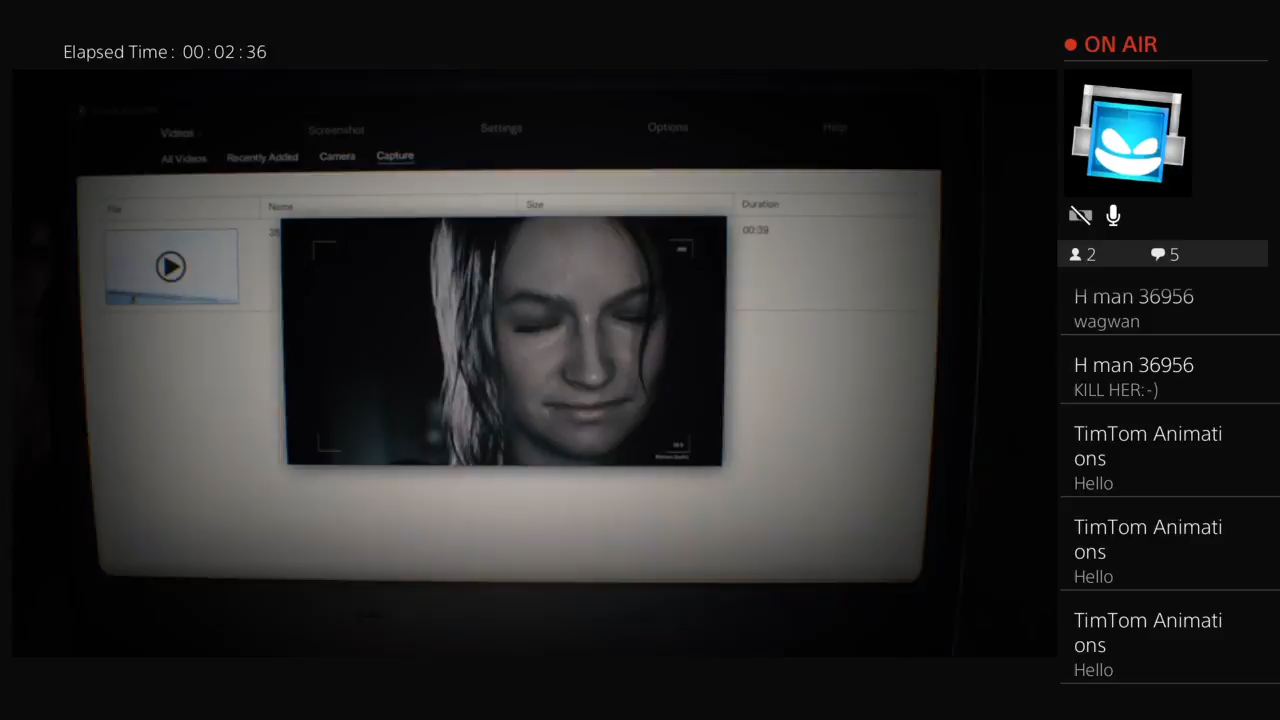 Elapsed Time: 00:02:36
ON AIR
2 5
H man 36956
wagwan
H man 36956
KILL HER:-)
TimTom Animati
ons
Hello
TimTom Animati
ons
Hello
TimTom Animati
ons
Hello
Videos Screenshot Settings Options Help
All Videos Recently Added Camera Capture
File Name Size Duration
00:39